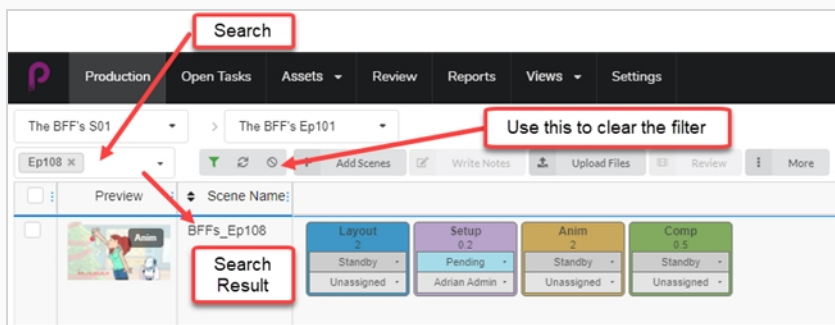 Search
Production Open Tasks Assets Review Reports Views Settings
The BFF's S01 > The BFF's Ep101
Use this to clear the filter
Ep108 × Add Scenes Write Notes Upload Files Review More
Preview Scene Name
Anim
BFFs_Ep108
Search
Result
Layout Setup Anim Comp
2 0.2 2 0.5
Standby Pending Standby Standby
Unassigned Adrian Admin Unassigned Unassigned